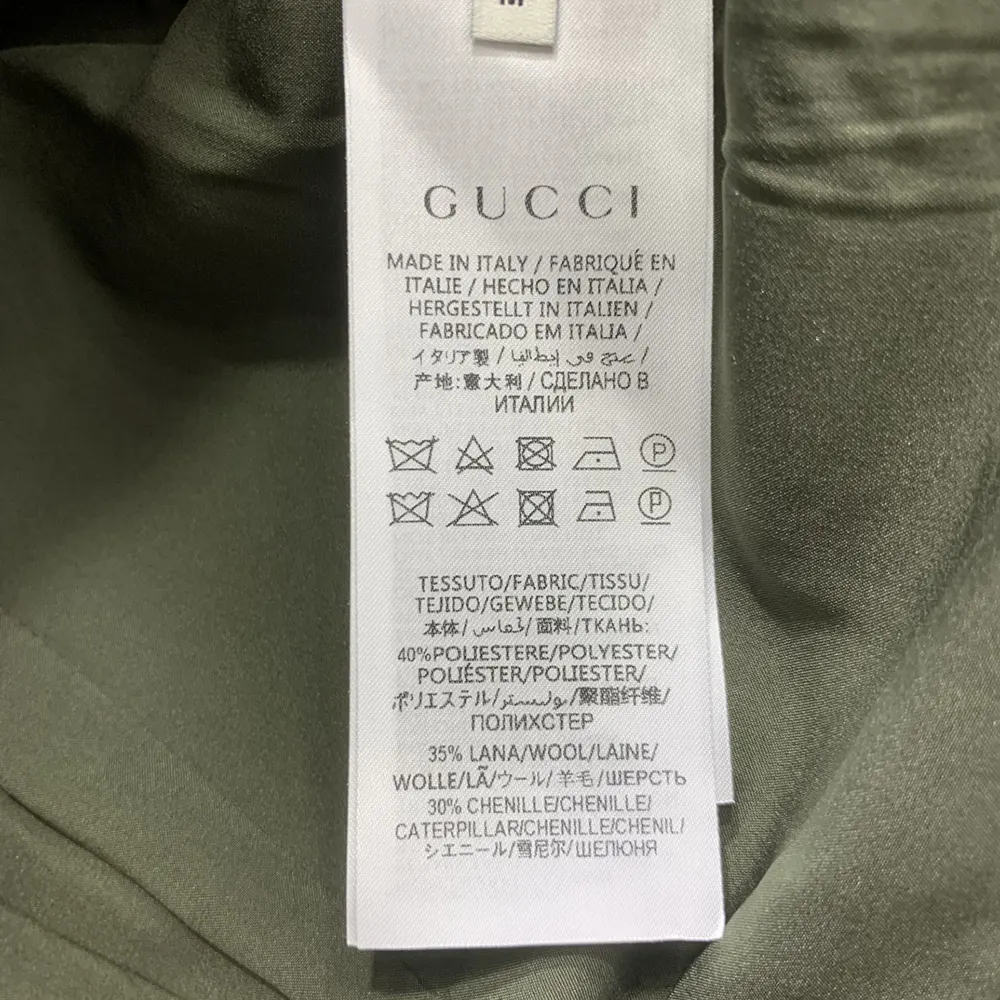 M
GUCCI
MADE IN ITALY / FABRIQUÉ EN
ITALIE / HECHO EN ITALIA /
HERGESTELLT IN ITALIEN /
FABRICADO EM ITALIA /
イタリア製 / صنع في إيطاليا /
产地:意大利 / СДЕЛАНО В
ИТАЛИИ
P
P
TESSUTO/FABRIC/TISSU/
TEJIDO/GEWEBE/TECIDO/
本体/قماش/面料/ТКАНЬ:
40%POLIESTERE/POLYESTER/
POLIÉSTER/POLIESTER/
ポリエステル/بوليستر/聚酯纤维/
ПОЛИХСТЕР
35% LANA/WOOL/LAINE/
WOLLE/LÃ/ウール/羊毛/ШЕРСТЬ
30% CHENILLE/CHENILLE/
CATERPILLAR/CHENILLE/CHENIL/
シエニール/雪尼尔/ШЕЛЮНЯ